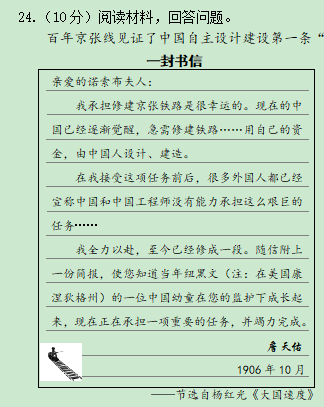 24.（10分）阅读材料，回答问题。
百年京张线见证了中国自主设计建设第一条“
一封书信
亲爱的诺索布夫人：
我承担修建京张铁路是很幸运的。现在的中
国已经逐渐觉醒，急需修建铁路……用自己的资
金，由中国人设计、建造。
在我接受这项任务前后，很多外国人都已经
宣称中国和中国工程师没有能力承担这么艰巨的
任务……
我全力以赴，至今已经修成一段。随信附上
一份简报，使您知道当年纽黑文（注：在美国康
涅狄格州）的一位中国幼童在您的监护下成长起
来，现在正在承担一项重要的任务，并竭力完成。
詹天佑
1906年10月
——节选自杨红光《大国速度》